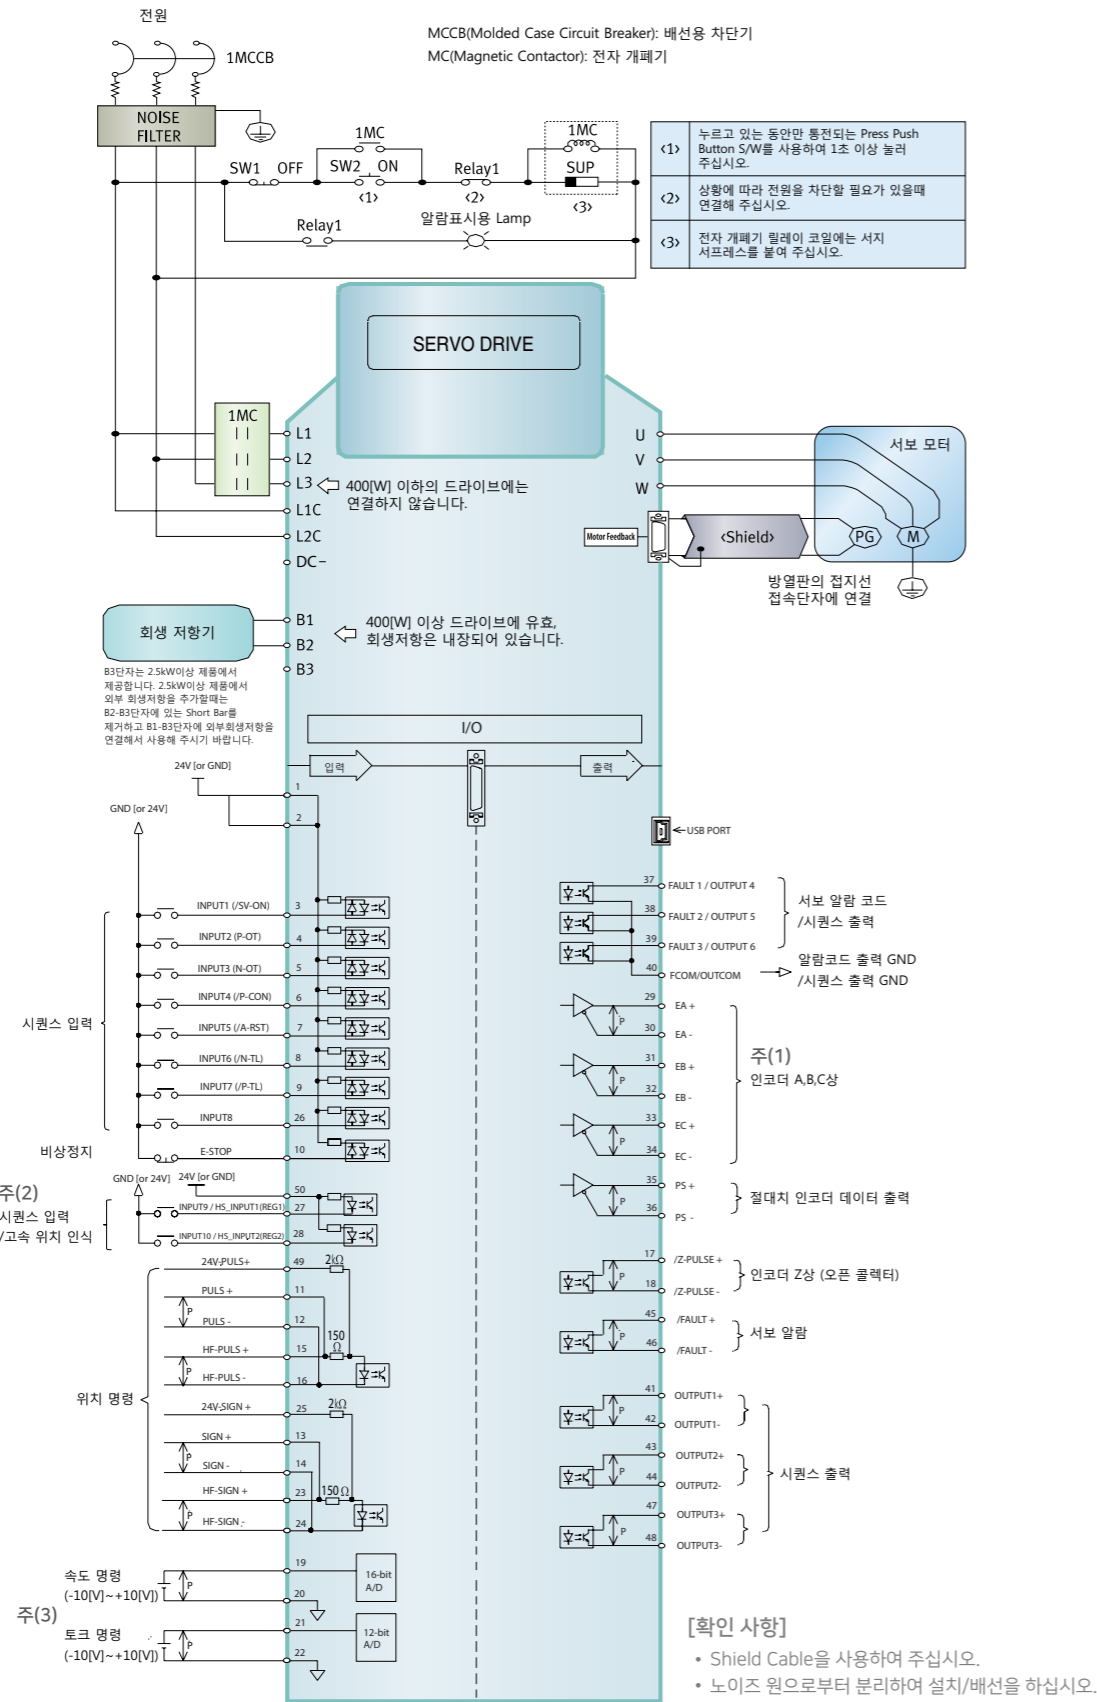 전원
MCCB(Molded Case Circuit Breaker): 배선용 차단기
MC(Magnetic Contactor): 전자 개폐기
1MCCB
NOISE
FILTER
1MC
1MC
SW1 OFF
SW2 ON
Relay1
SUP
<1>
<2>
<3>
Relay1
알람표시용 Lamp
<1> 누르고 있는 동안만 통전되는 Press Push
Button S/W를 사용하여 1초 이상 눌러
주십시오.
<2> 상황에 따라 전원을 차단할 필요가 있을때
연결해 주십시오.
<3> 전자 개폐기 릴레이 코일에는 서지
서프레스를 붙여 주십시오.
SERVO DRIVE
1MC
L1
L2
L3
400[W] 이하의 드라이브에는
연결하지 않습니다.
L1C
L2C
DC-
U
V
W
서보 모터
Motor Feedback
<Shield>
PG
M
방열판의 접지선
접속단자에 연결
회생 저항기
B1
B2
B3
400[W] 이상 드라이브에 유효,
회생저항은 내장되어 있습니다.
B3단자는 2.5kW이상 제품에서
제공합니다. 2.5kW이상 제품에서
외부 회생저항을 추가할때는
B2-B3단자에 있는 Short Bar를
제거하고 B1-B3단자에 외부회생저항을
연결해서 사용해 주시기 바랍니다.
I/O
입력
출력
24V [or GND]
1
2
GND [or 24V]
USB PORT
시퀀스 입력
INPUT1 (/SV-ON) 3
INPUT2 (P-OT) 4
INPUT3 (N-OT) 5
INPUT4 (/P-CON) 6
INPUT5 (/A-RST) 7
INPUT6 (/N-TL) 8
INPUT7 (/P-TL) 9
INPUT8 26
비상정지
E-STOP 10
GND [or 24V]
24V [or GND]
50
주(2)
시퀀스 입력
/고속 위치 인식
INPUT9 / HS_INPUT1(REG1) 27
INPUT10 / HS_INPUT2(REG2) 28
위치 명령
24V-PULS+ 49 2kΩ
PULS + 11
P
PULS - 12
150
Ω
HF-PULS + 15
P
HF-PULS - 16
24V-SIGN + 25 2kΩ
SIGN + 13
P
SIGN - 14
HF-SIGN + 23 150 Ω
P
HF-SIGN - 24
주(3)
속도 명령
(-10[V]~+10[V])
P
19
20
16-bit
A/D
토크 명령
(-10[V]~+10[V])
P
21
22
12-bit
A/D
37 FAULT 1 / OUTPUT 4
38 FAULT 2 / OUTPUT 5
39 FAULT 3 / OUTPUT 6
서보 알람 코드
/시퀀스 출력
40 FCOM/OUTCOM
알람코드 출력 GND
/시퀀스 출력 GND
29 EA +
P
30 EA -
31 EB +
P
32 EB -
33 EC +
P
34 EC -
주(1)
인코더 A,B,C상
35 PS +
P
36 PS -
절대치 인코더 데이터 출력
17 /Z-PULSE +
P
18 /Z-PULSE -
인코더 Z상 (오픈 콜렉터)
45 /FAULT +
P
46 /FAULT -
서보 알람
41 OUTPUT1+
P
42 OUTPUT1-
43 OUTPUT2+
P
44 OUTPUT2-
47 OUTPUT3+
P
48 OUTPUT3-
시퀀스 출력
[확인 사항]
• Shield Cable을 사용하여 주십시오.
• 노이즈 원으로부터 분리하여 설치/배선을 하십시오.